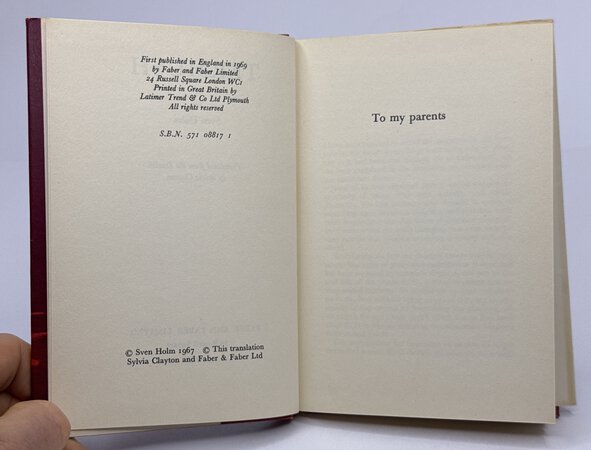 First published in England in 1969
by Faber and Faber Limited
24 Russell Square London WC1
Printed in Great Britain by
Latimer Trend & Co Ltd Plymouth
All rights reserved
S.B.N. 571 08817 1
© Sven Holm 1967 © This translation
Sylvia Clayton and Faber & Faber Ltd
To my parents